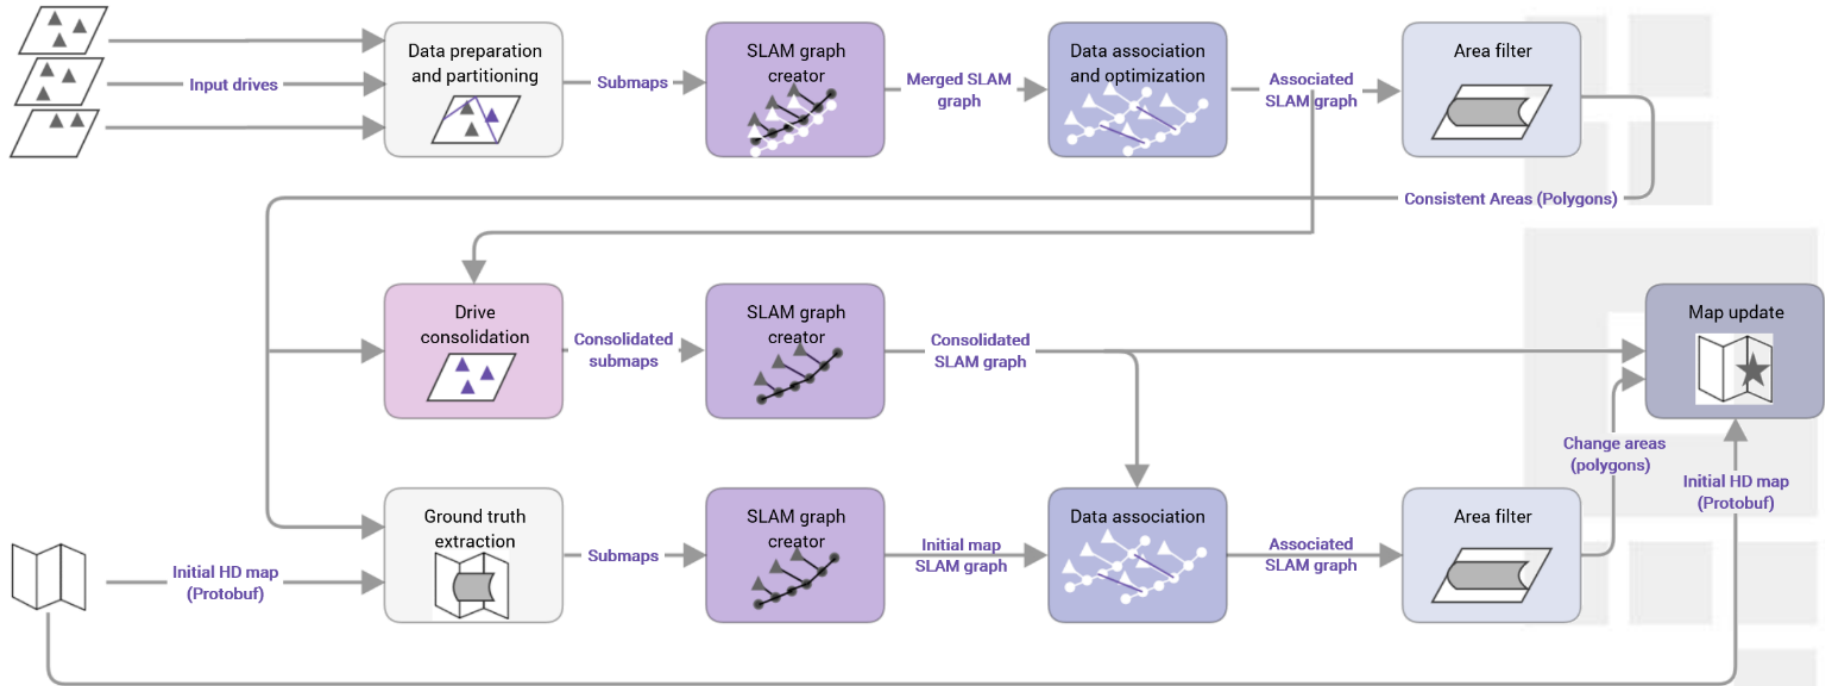 Data preparation
and partitioning
SLAM graph
creator
Data association
and optimization
Area filter
Input drives
Submaps
Merged SLAM
graph
Associated
SLAM graph
Consistent Areas (Polygons)
Drive
consolidation
Consolidated
submaps
SLAM graph
creator
Consolidated
SLAM graph
Map update
Change areas
(polygons)
Initial HD map
(Protobuf)
Ground truth
extraction
SLAM graph
creator
Data association
Area filter
Initial HD map
(Protobuf)
Submaps
Initial map
SLAM graph
Associated
SLAM graph